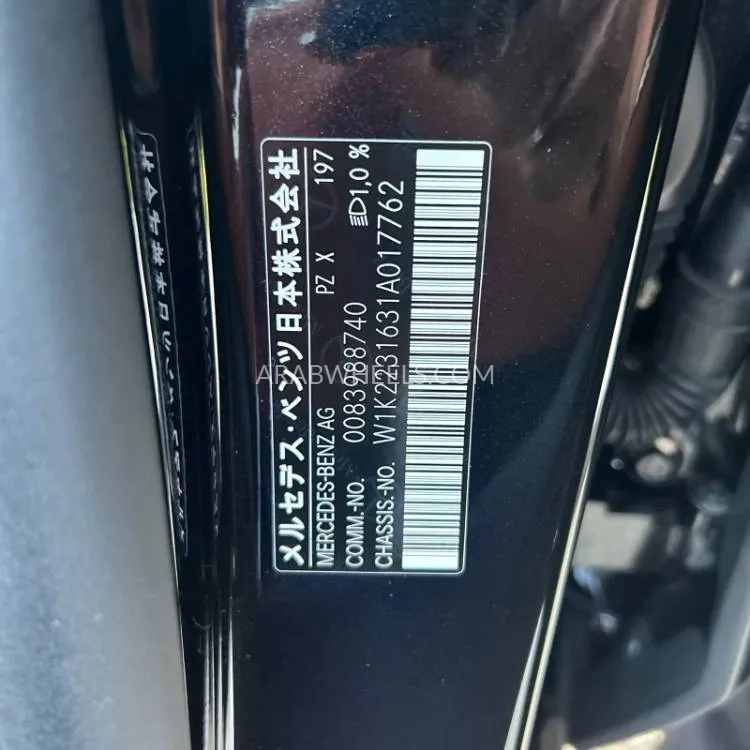 メルセデス・ベンツ日本株式会社
MERCEDES-BENZ AG PZ X 197
COMM.-NO. 0083988740 1,0 %
CHASSIS.-NO. W1K2231631A017762
ARABWHEELS.COM